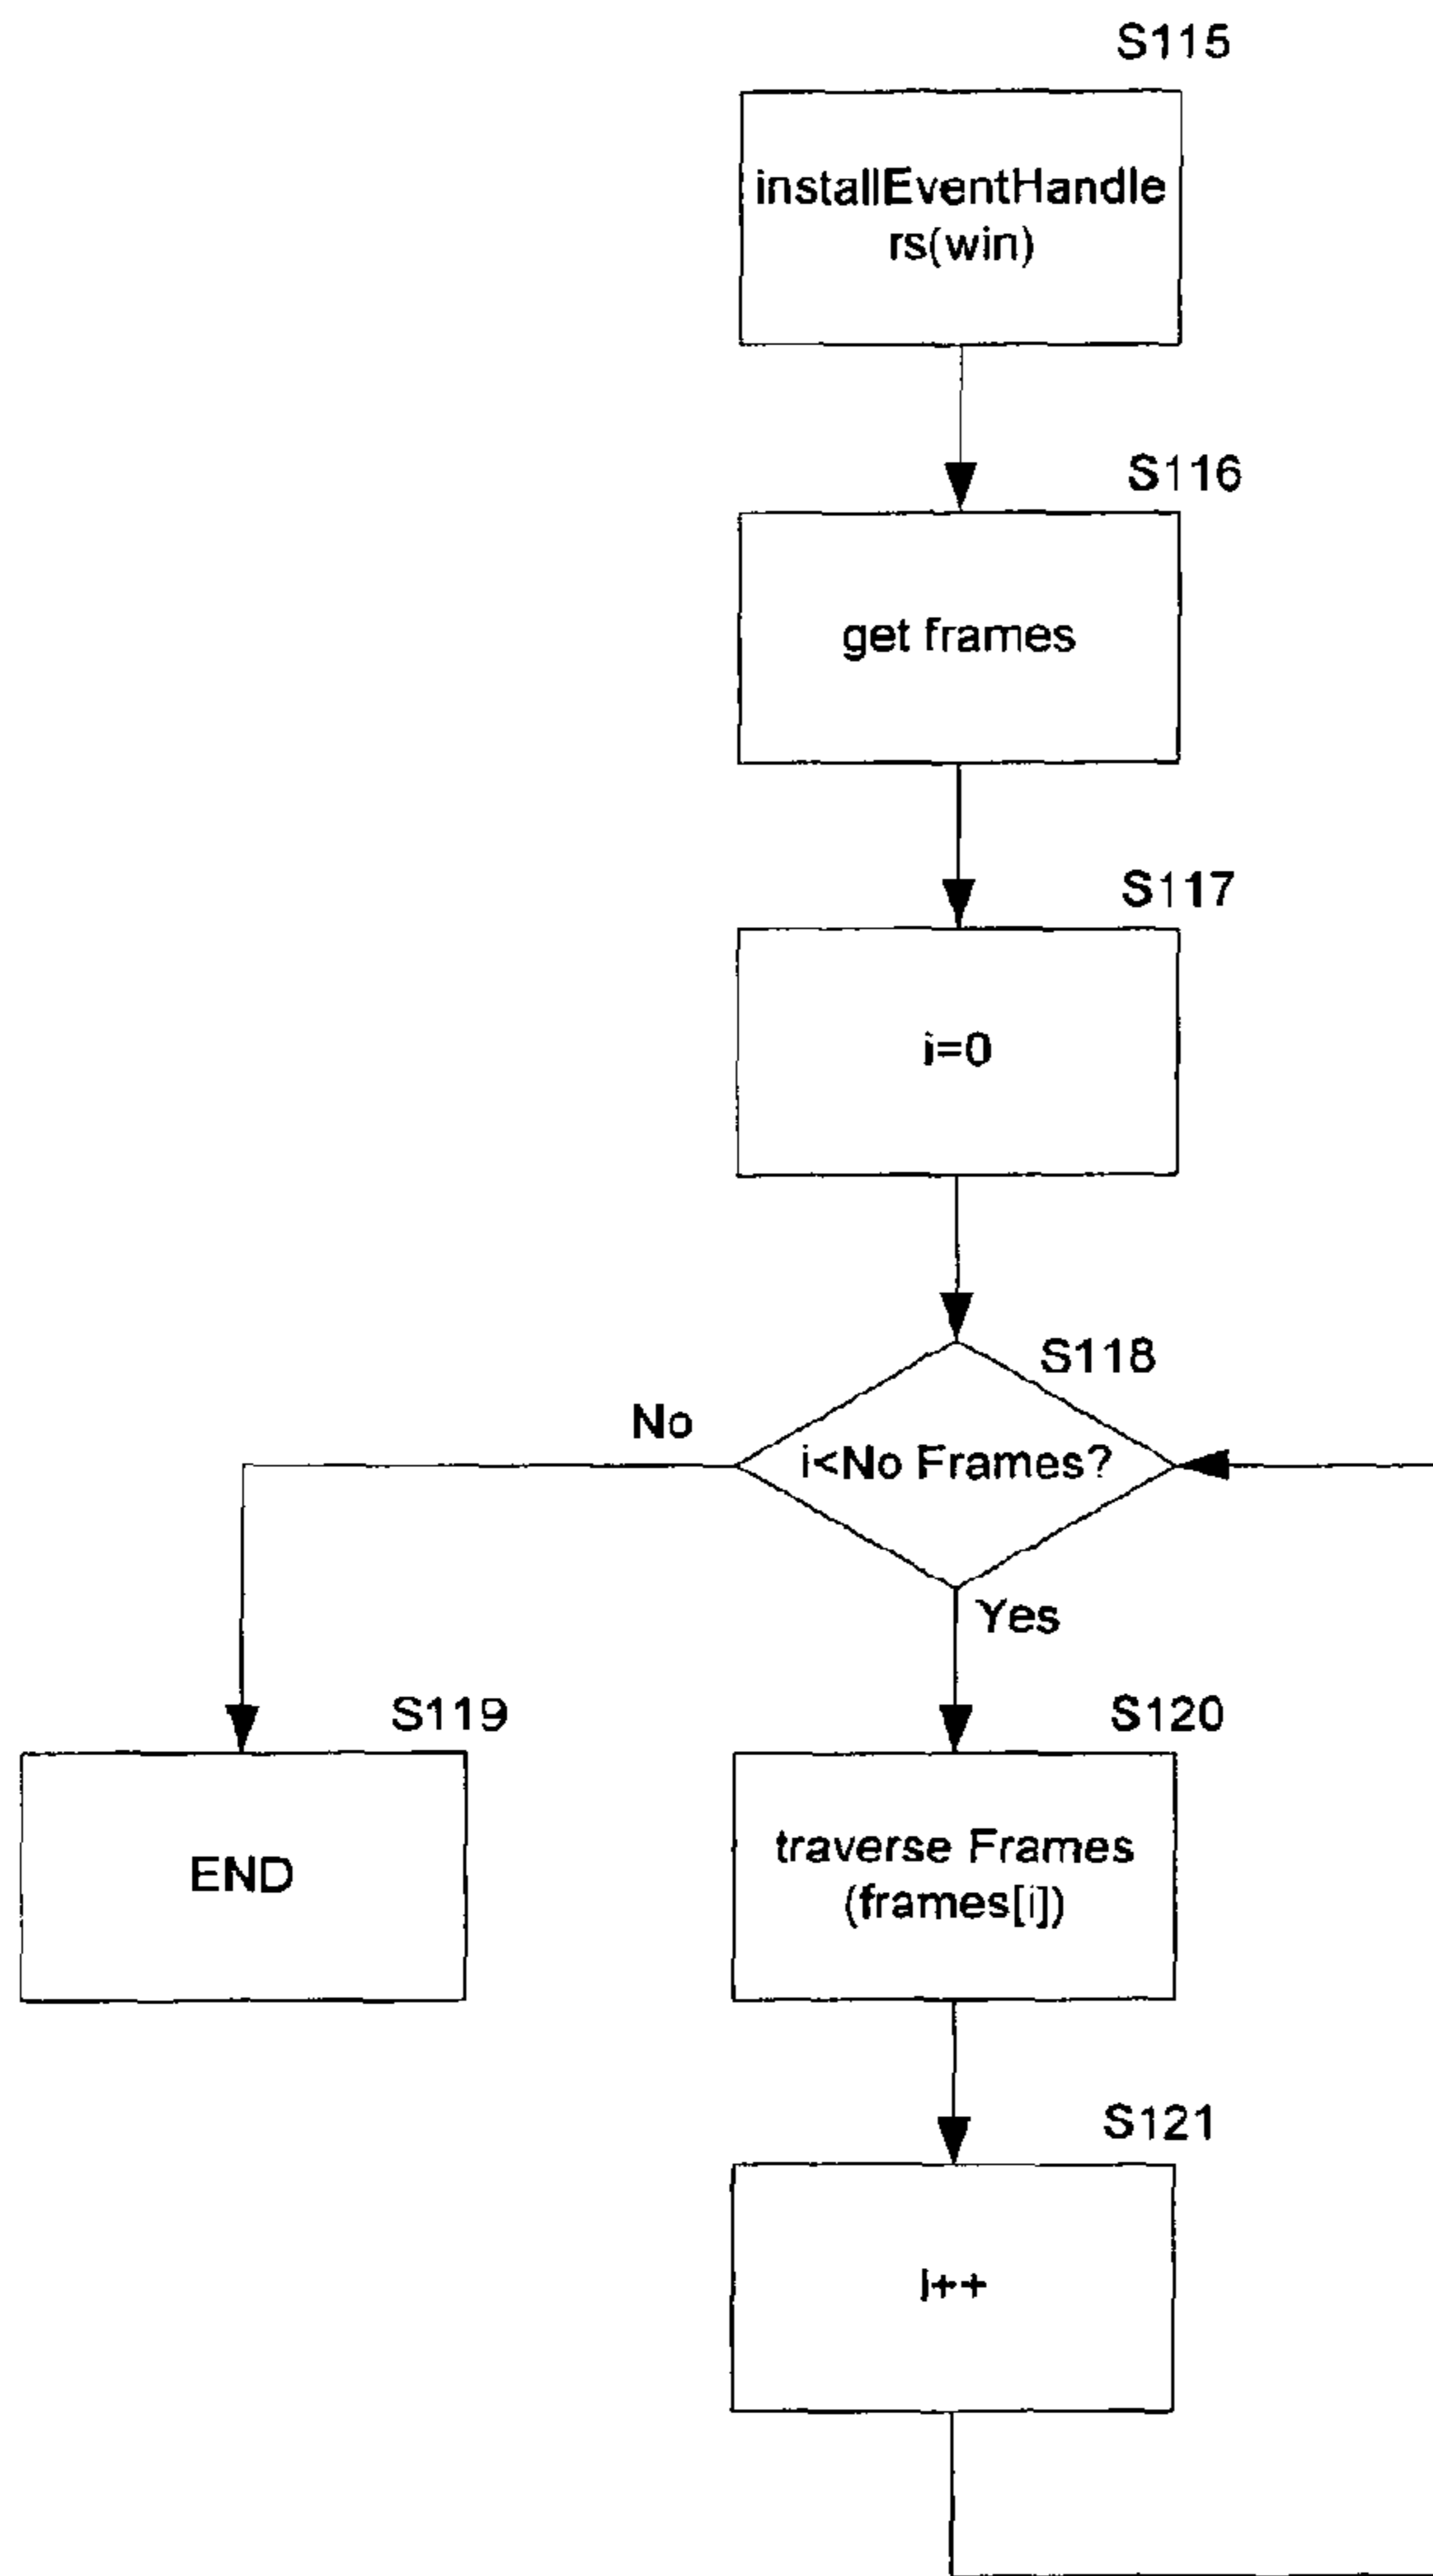 S115
installEventHandle
rs(win)
S116
get frames
S117
i=0
S118
No
i<No Frames?
Yes
S119
END
S120
traverse Frames
(frames[i])
S121
i++